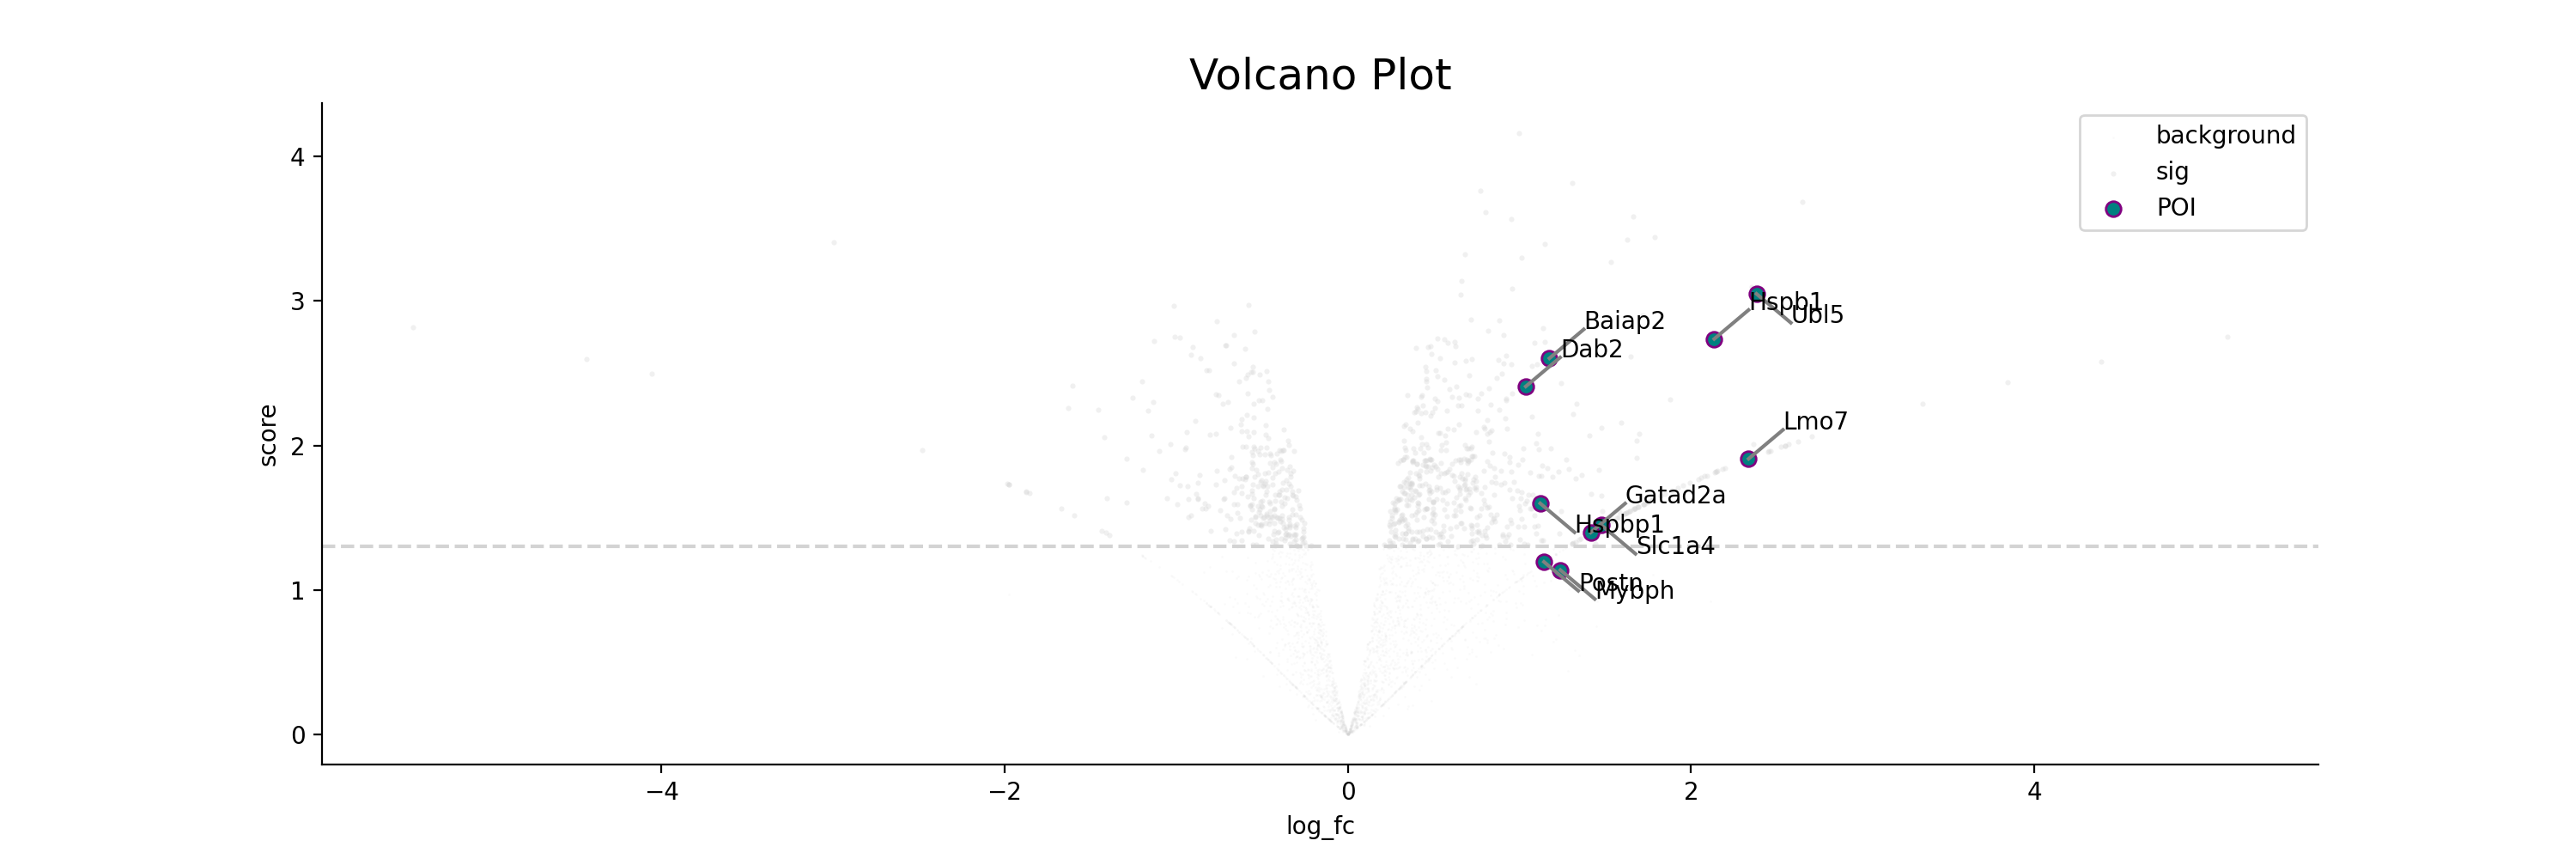 Volcano Plot
background
sig
POI
4
3
2
1
0
score
Hspb1
Ubl5
Baiap2
Dab2
Lmo7
Gatad2a
Hspbp1
Slc1a4
Postn
Mybph
−4
−2
0
2
4
log_fc